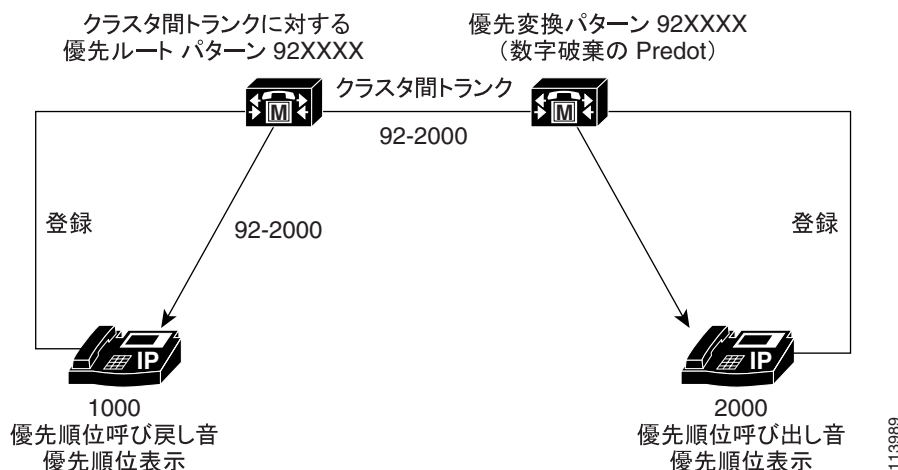 クラスタ間トランクに対する
優先ルート パターン 92XXXX
優先変換パターン 92XXXX
（数字破棄の Predot）
M
クラスタ間トランク
M
92-2000
登録
92-2000
登録
IP
IP
1000
優先順位呼び戻し音
優先順位表示
2000
優先順位呼び出し音
優先順位表示
113989